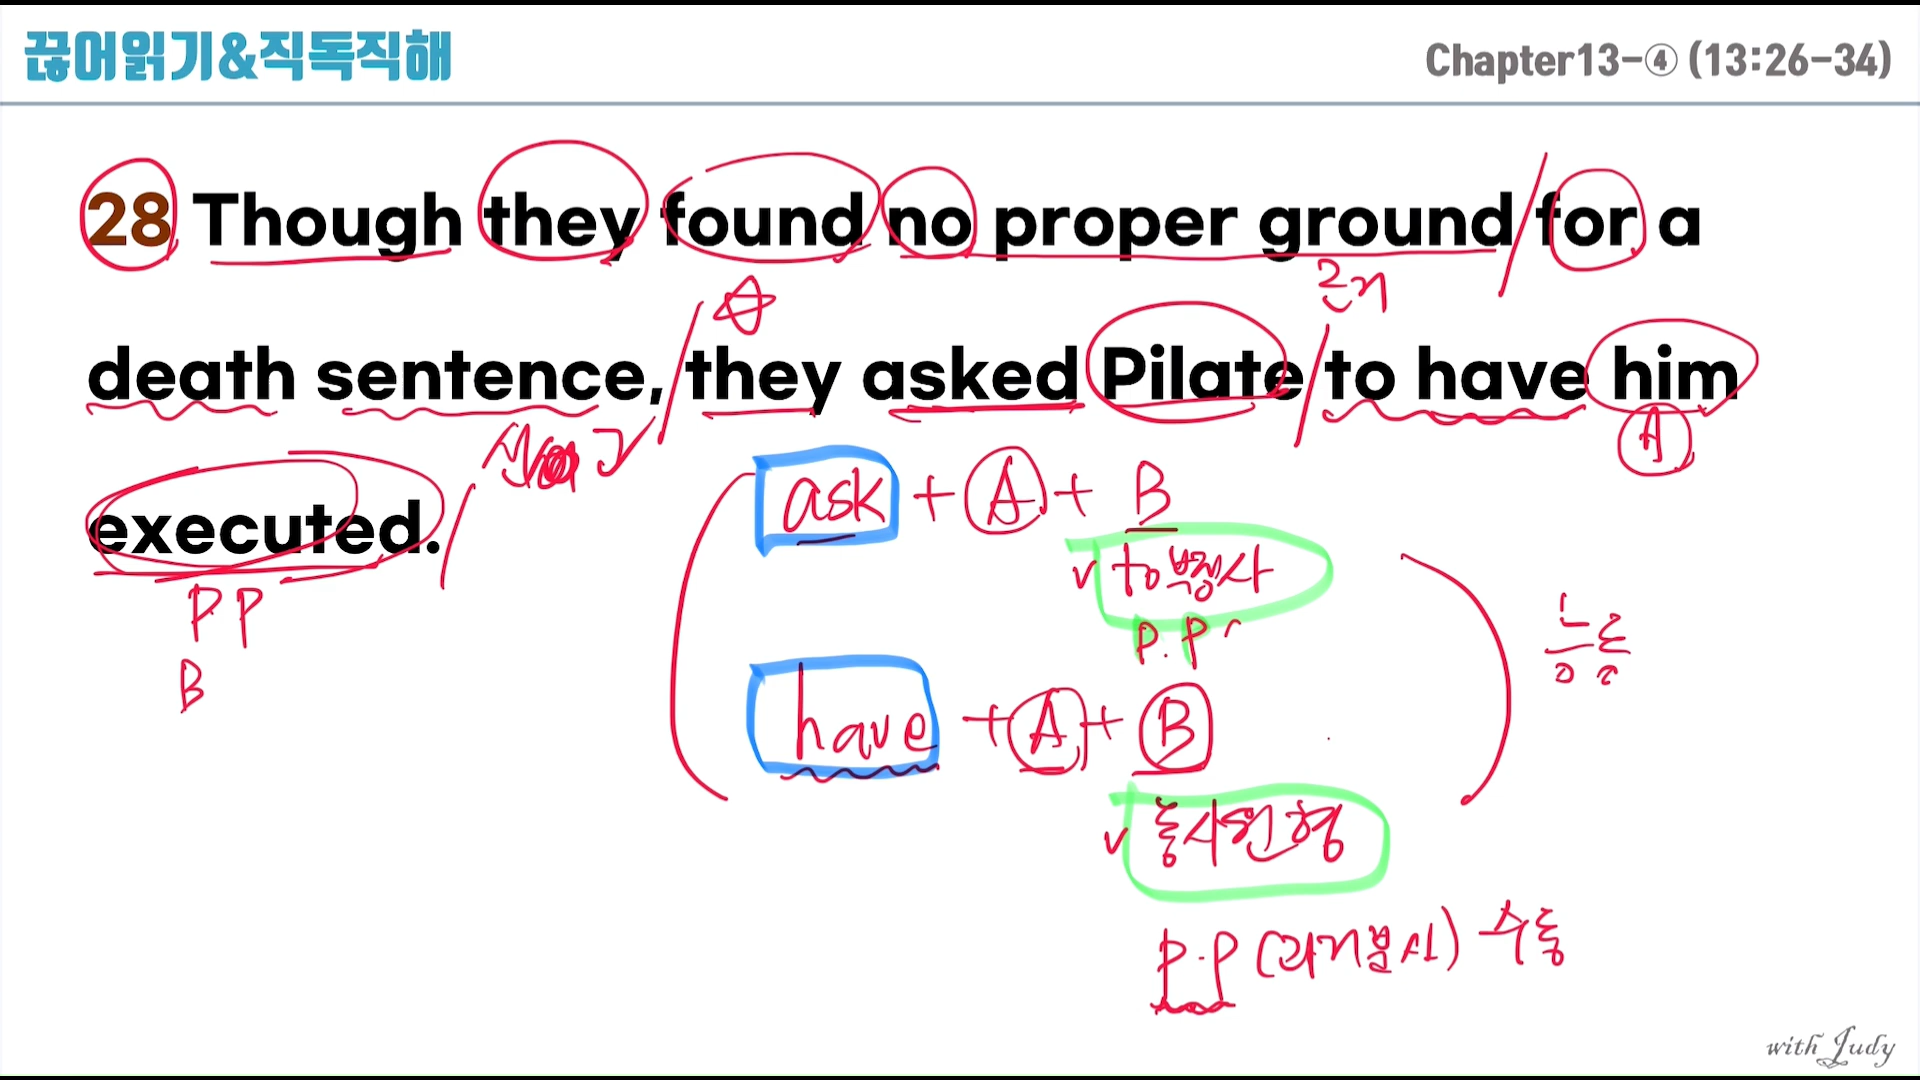 끊어읽기&직독직해
Chapter13-④ (13:26-34)
28 Though they found no proper ground for a
근거
death sentence, they asked Pilate to have him
A
executed.
ask + A + B
to 부정사
P P
P.P
B
have + A + B
능동
동사원형
P.P (과거분사) 수동
with Judy